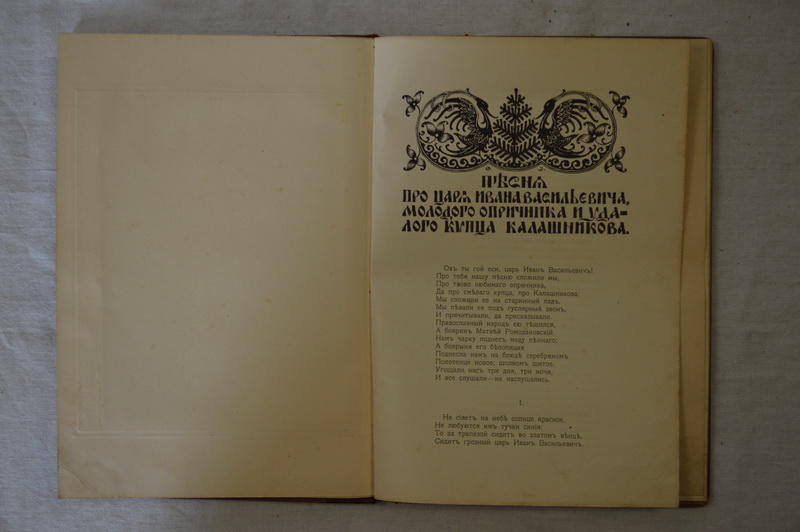 ПѢСНЯ
ПРО ЦАРЯ ИВАНА ВАСИЛЬЕВИЧА,
МОЛОДОГО ОПРИЧНИКА И УДА-
ЛОГО КУПЦА КАЛАШНИКОВА.
Охъ ты гой еси, царь Иванъ Васильевичъ!
Про тебя нашу пѣсню сложили мы,
Про твово любимаго опричника,
Да про смѣлаго купца, про Калашникова;
Мы сложили ее на старинный ладъ,
Мы пѣвали ее подъ гуслярный звонъ,
И причитывали, да присказывали.
Православный народъ ею тѣшился,
А бояринъ Матвѣй Ромодановскій
Намъ чарку поднесъ меду пѣннаго;
А боярыня его бѣлолицая
Поднесла намъ на блюдѣ серебряномъ
Полотенце новое, шолкомъ шитое.
Угощали насъ три дня, три ночи,
И все слушали—не наслушались.
I.
Не сіяетъ на небѣ солнце красное,
Не любуются имъ тучки синія:
То за трапезой сидитъ во златомъ вѣнцѣ,
Сидитъ грозный царь Иванъ Васильевичъ.